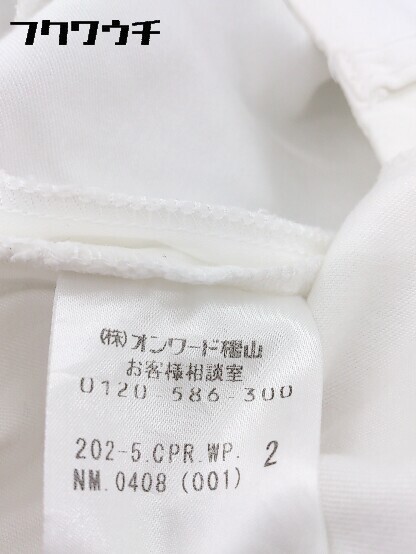 フクワウチ
(株)オンワード樫山
お客様相談室
0120-586-300
202-5.CPR.WP. 2
NM.0408 (001)